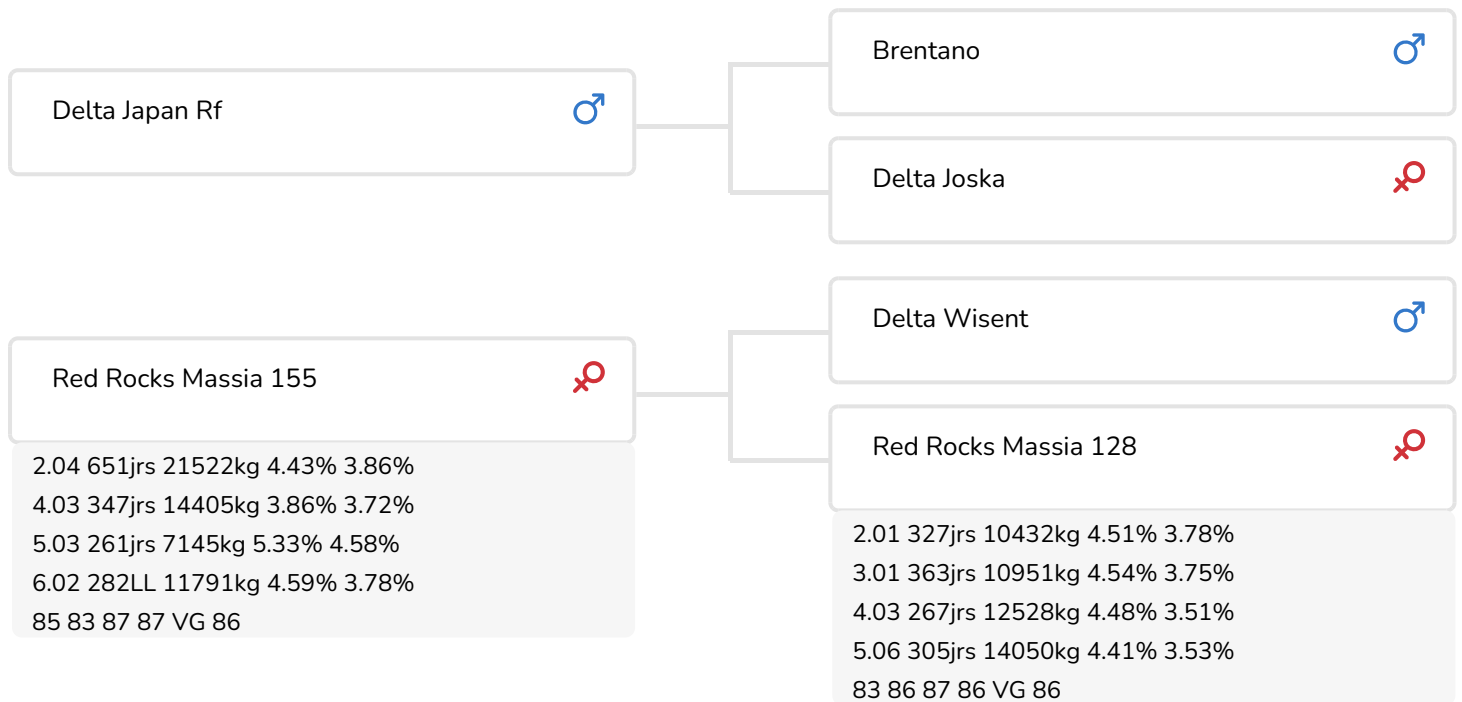 Delta Japan Rf
Brentano
Delta Joska
Red Rocks Massia 155
2.04 651jrs 21522kg 4.43% 3.86%
4.03 347jrs 14405kg 3.86% 3.72%
5.03 261jrs 7145kg 5.33% 4.58%
6.02 282LL 11791kg 4.59% 3.78%
85 83 87 87 VG 86
Delta Wisent
Red Rocks Massia 128
2.01 327jrs 10432kg 4.51% 3.78%
3.01 363jrs 10951kg 4.54% 3.75%
4.03 267jrs 12528kg 4.48% 3.51%
5.06 305jrs 14050kg 4.41% 3.53%
83 86 87 86 VG 86